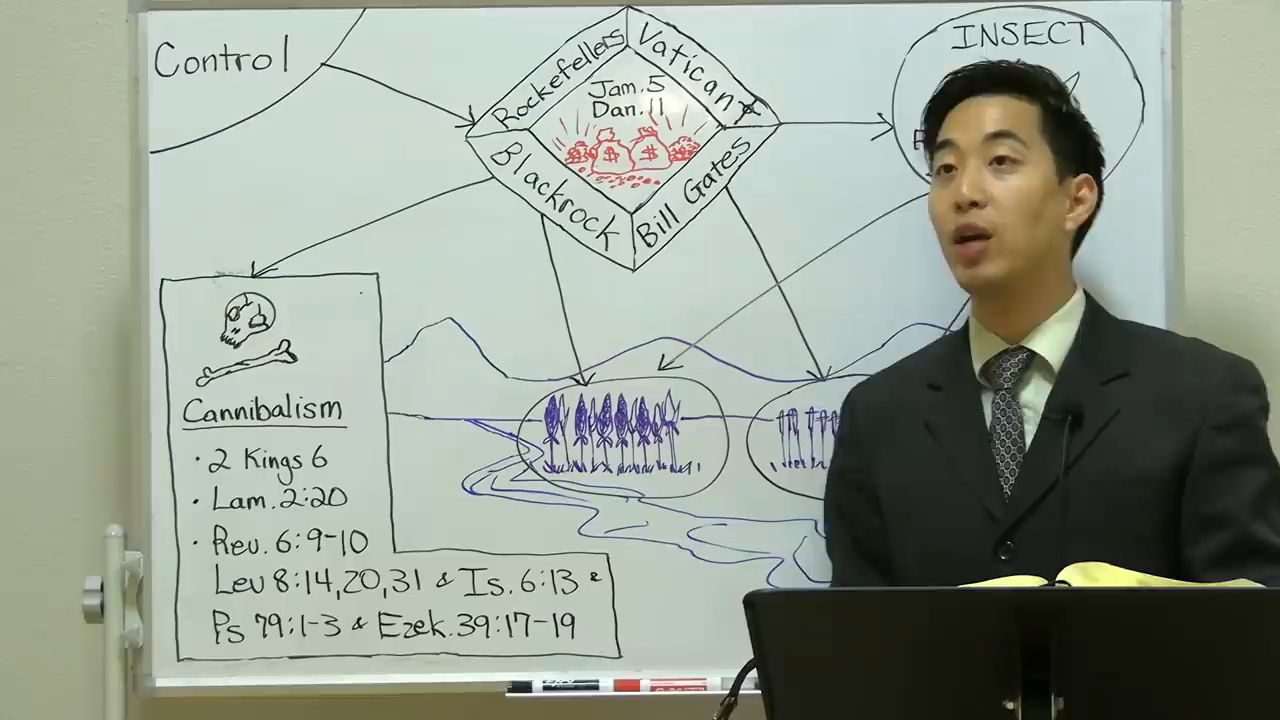 Control
Rockefellers
Vatican
INSECT
Jam. 5
Dan. 11
$ $
Blackrock
Bill Gates
Cannibalism
· 2 Kings 6
· Lam. 2:20
· Rev. 6:9-10
Lev 8:14,20,31 & Is. 6:13 &
Ps 79:1-3 & Ezek. 39:17-19